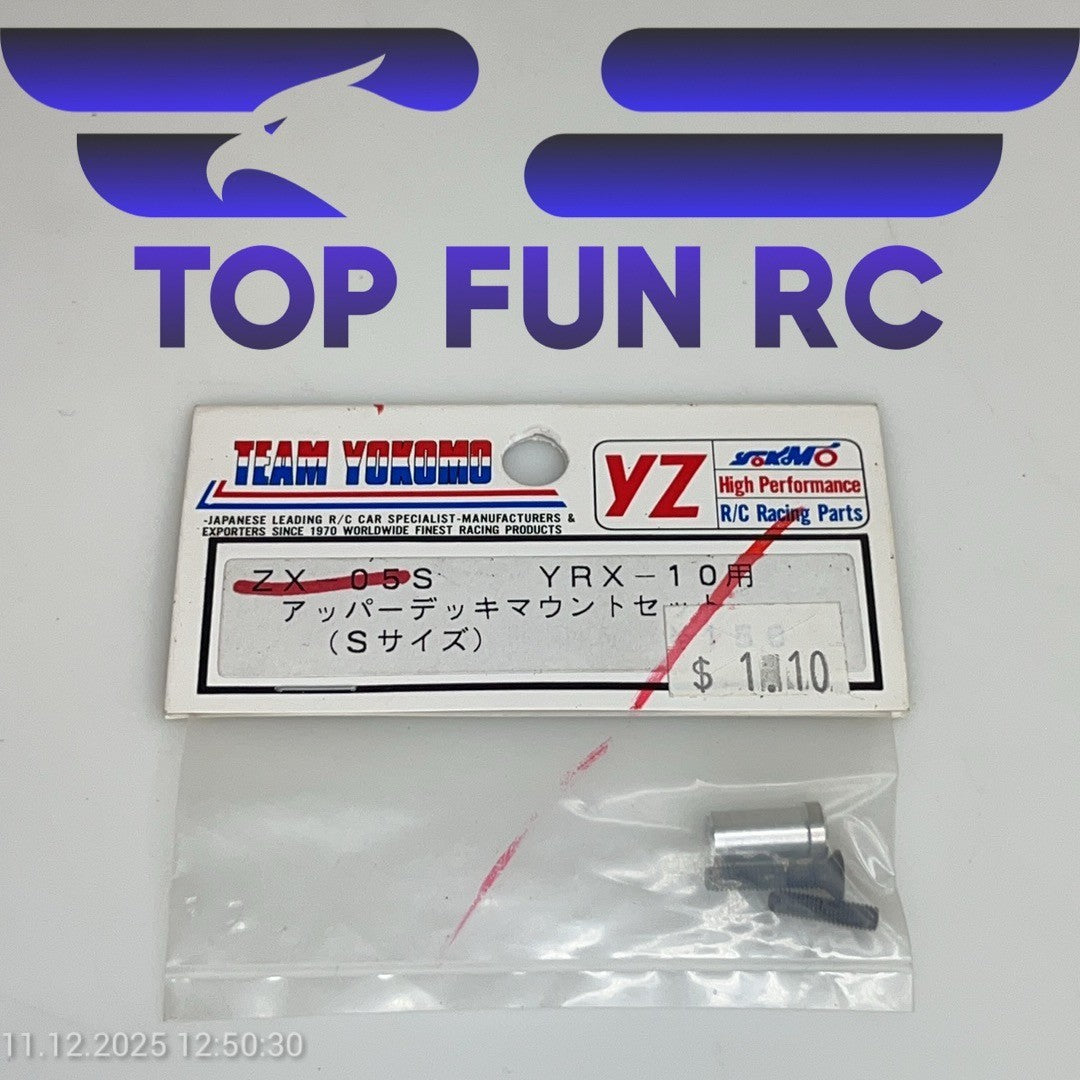 TOP FUN RC
TEAM YOKOMO
-JAPANESE LEADING R/C CAR SPECIALIST-MANUFACTURERS &
EXPORTERS SINCE 1970 WORLDWIDE FINEST RACING PRODUCTS
YZ
YOKOMO
High Performance
R/C Racing Parts
ZX-05S YRX-10用
アッパーデッキマウントセット
(Sサイズ)
$ 1.10
11.12.2025 12:50:30